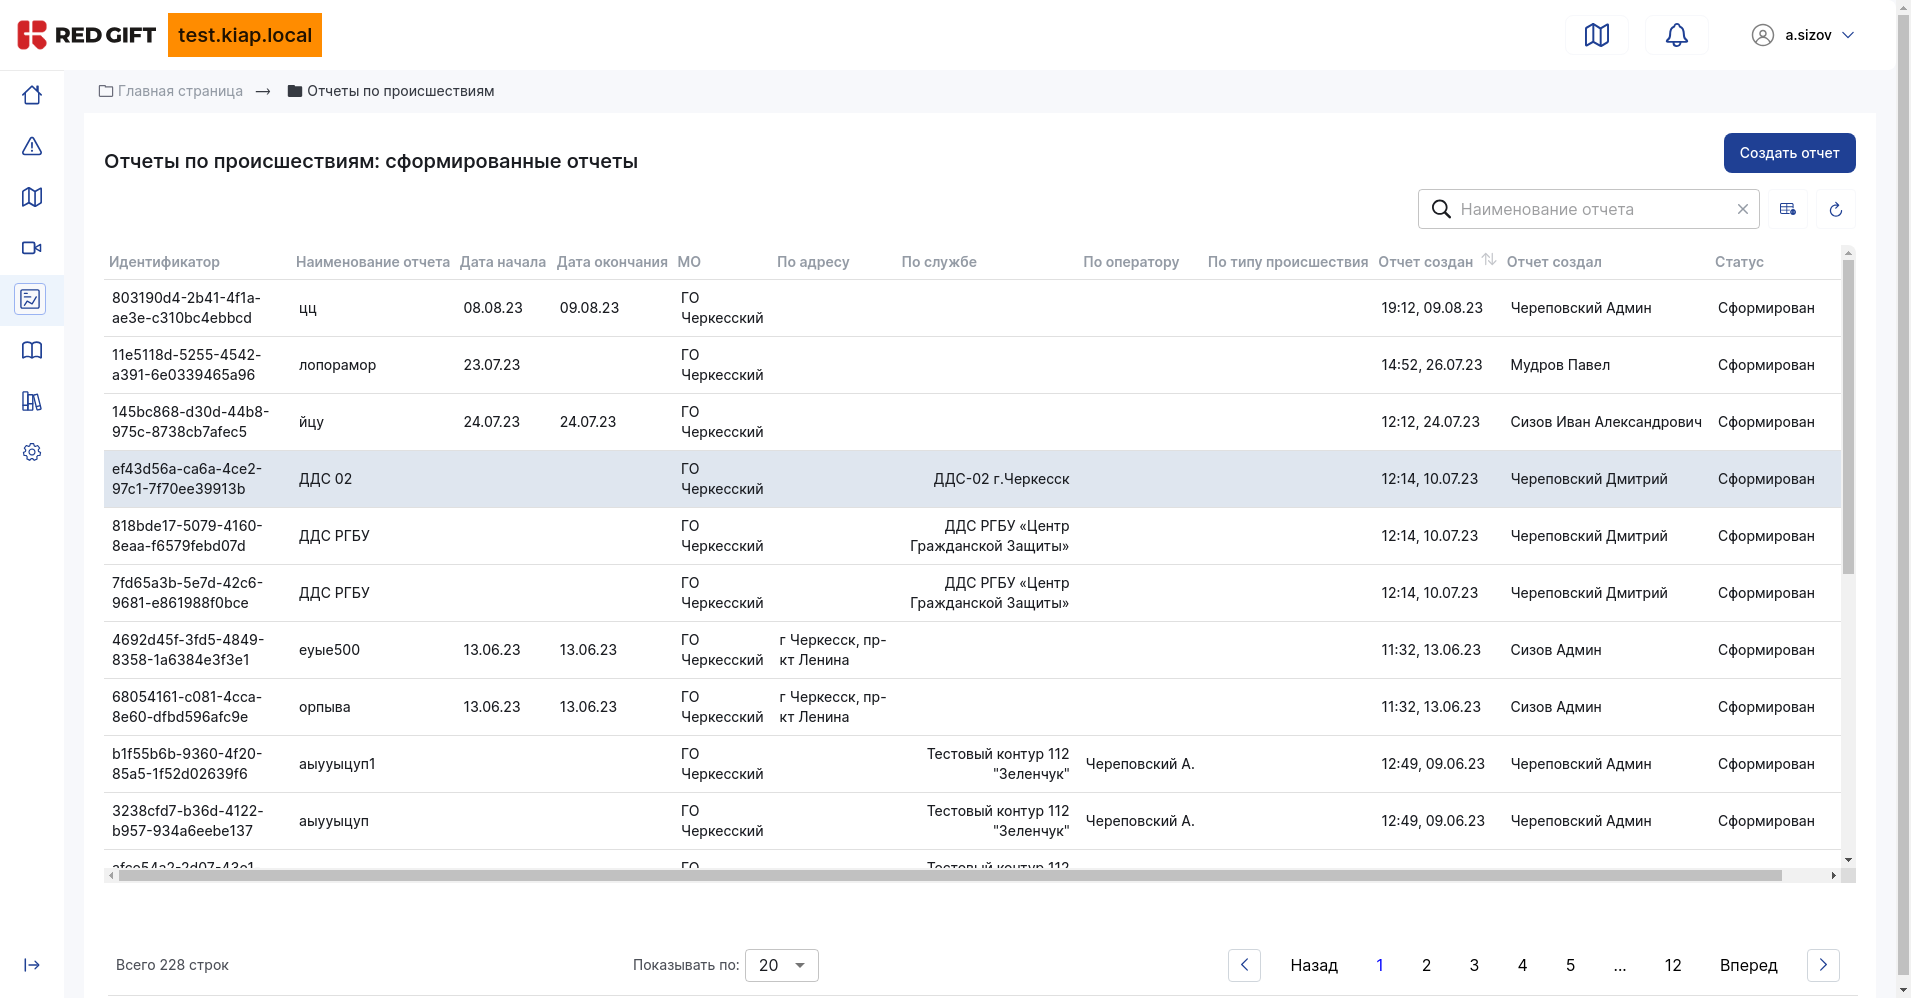 RED GIFT
test.kiap.local
a.sizov
Главная страница → Отчеты по происшествиям
Отчеты по происшествиям: сформированные отчеты
Создать отчет
Наименование отчета
Идентификатор Наименование отчета Дата начала Дата окончания МО По адресу По службе По оператору По типу происшествия Отчет создан Отчет создал Статус
803190d4-2b41-4f1a-
ae3e-c310bc4ebbcd
цц 08.08.23 09.08.23
ГО
Черкесский
19:12, 09.08.23 Череповский Админ Сформирован
11e5118d-5255-4542-
a391-6e0339465a96
лопорамор 23.07.23
ГО
Черкесский
14:52, 26.07.23 Мудров Павел Сформирован
145bc868-d30d-44b8-
975c-8738cb7afec5
йцу 24.07.23 24.07.23
ГО
Черкесский
12:12, 24.07.23 Сизов Иван Александрович Сформирован
ef43d56a-ca6a-4ce2-
97c1-7f70ee39913b
ДДС 02
ГО
Черкесский
ДДС-02 г.Черкесск
12:14, 10.07.23 Череповский Дмитрий Сформирован
818bde17-5079-4160-
8eaa-f6579febd07d
ДДС РГБУ
ГО
Черкесский
ДДС РГБУ «Центр
Гражданской Защиты»
12:14, 10.07.23 Череповский Дмитрий Сформирован
7fd65a3b-5e7d-42c6-
9681-e861988f0bce
ДДС РГБУ
ГО
Черкесский
ДДС РГБУ «Центр
Гражданской Защиты»
12:14, 10.07.23 Череповский Дмитрий Сформирован
4692d45f-3fd5-4849-
8358-1a6384e3f3e1
еуые500 13.06.23 13.06.23
ГО
Черкесский
г Черкесск, пр-
кт Ленина
11:32, 13.06.23 Сизов Админ Сформирован
68054161-c081-4cca-
8e60-dfbd596afc9e
орпыва 13.06.23 13.06.23
ГО
Черкесский
г Черкесск, пр-
кт Ленина
11:32, 13.06.23 Сизов Админ Сформирован
b1f55b6b-9360-4f20-
85a5-1f52d02639f6
аыууыцуп1
ГО
Черкесский
Тестовый контур 112
"Зеленчук"
Череповский А. 12:49, 09.06.23 Череповский Админ Сформирован
3238cfd7-b36d-4122-
b957-934a6eebe137
аыууыцуп
ГО
Черкесский
Тестовый контур 112
"Зеленчук"
Череповский А. 12:49, 09.06.23 Череповский Админ Сформирован
ГО Тестовый контур 112
Всего 228 строк Показывать по: 20 Назад 1 2 3 4 5 ... 12 Вперед